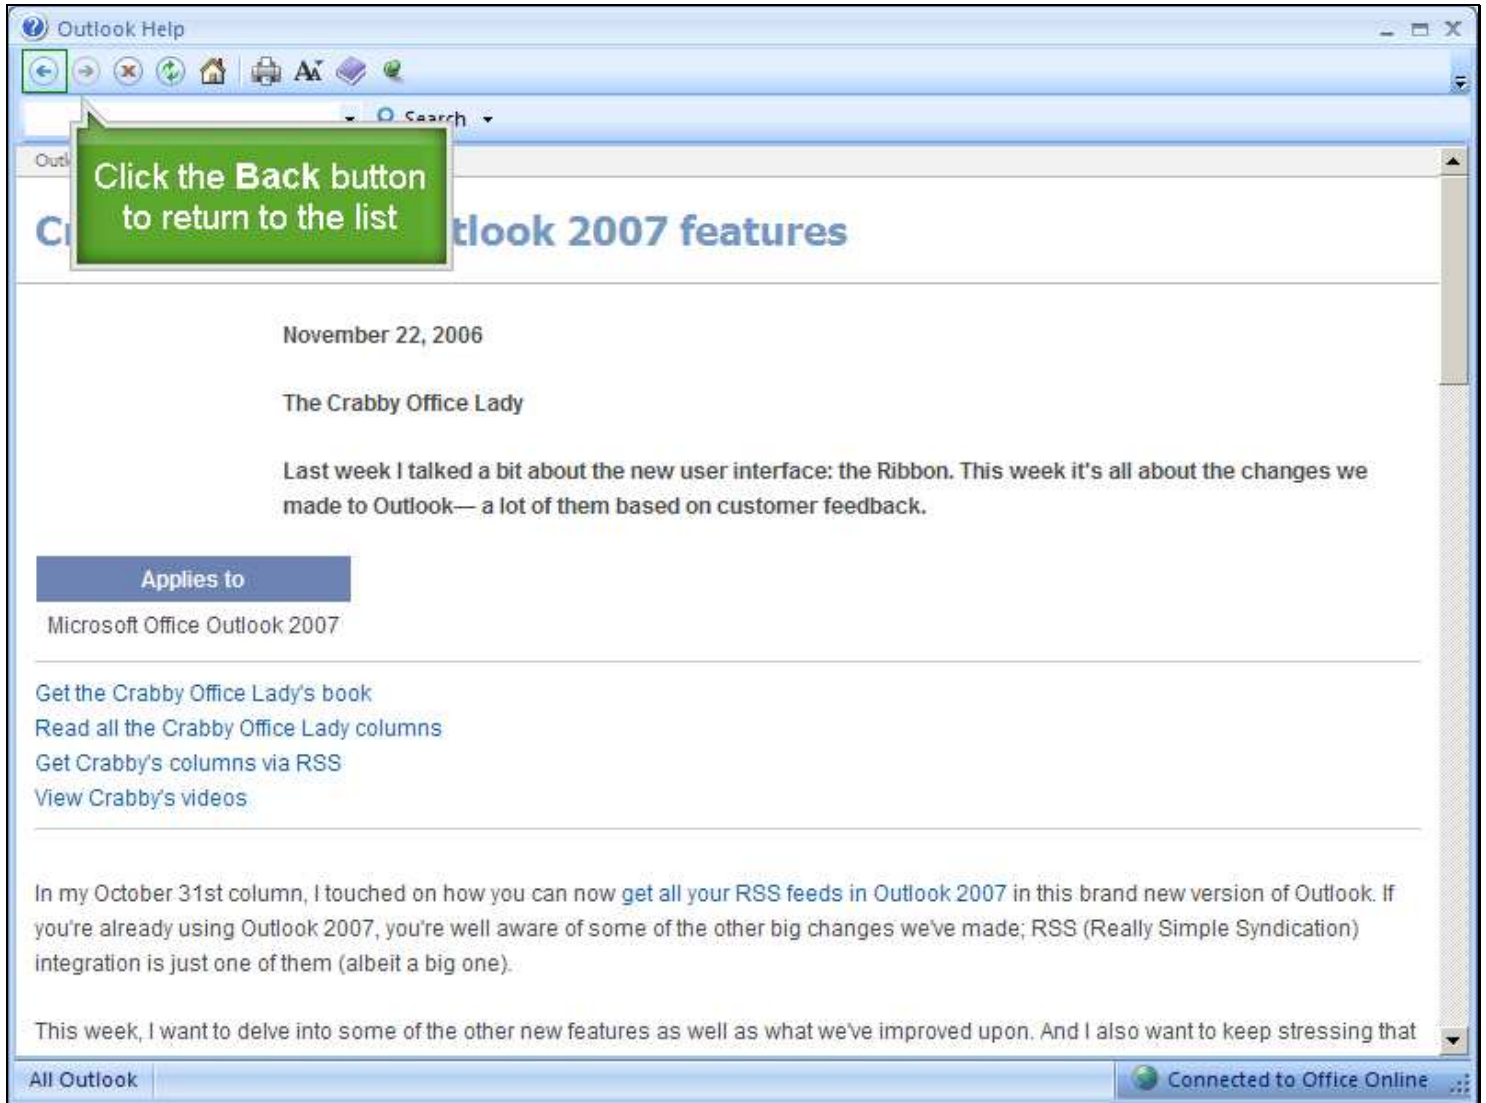 Outlook Help
Search
Click the Back button
to return to the list
tlook 2007 features
November 22, 2006
The Crabby Office Lady
Last week I talked a bit about the new user interface: the Ribbon. This week it's all about the changes we
made to Outlook— a lot of them based on customer feedback.
Applies to
Microsoft Office Outlook 2007
Get the Crabby Office Lady's book
Read all the Crabby Office Lady columns
Get Crabby's columns via RSS
View Crabby's videos
In my October 31st column, I touched on how you can now get all your RSS feeds in Outlook 2007 in this brand new version of Outlook. If
you're already using Outlook 2007, you're well aware of some of the other big changes we've made; RSS (Really Simple Syndication)
integration is just one of them (albeit a big one).
This week, I want to delve into some of the other new features as well as what we've improved upon. And I also want to keep stressing that
All Outlook
Connected to Office Online